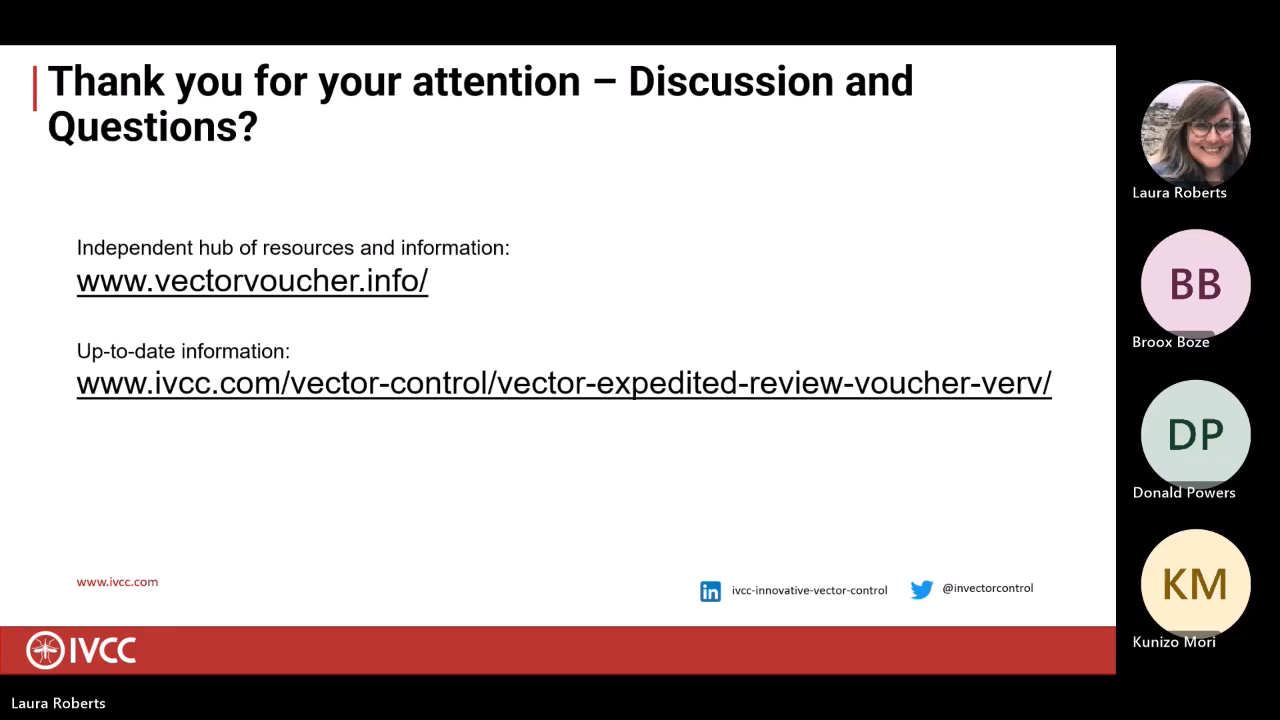 Thank you for your attention – Discussion and
Questions?
Independent hub of resources and information:
www.vectorvoucher.info/
Up-to-date information:
www.ivcc.com/vector-control/vector-expedited-review-voucher-verv/
www.ivcc.com
ivcc-innovative-vector-control
@invectorcontrol
IVCC
Laura Roberts
Laura Roberts
BB
Broox Boze
DP
Donald Powers
KM
Kunizo Mori